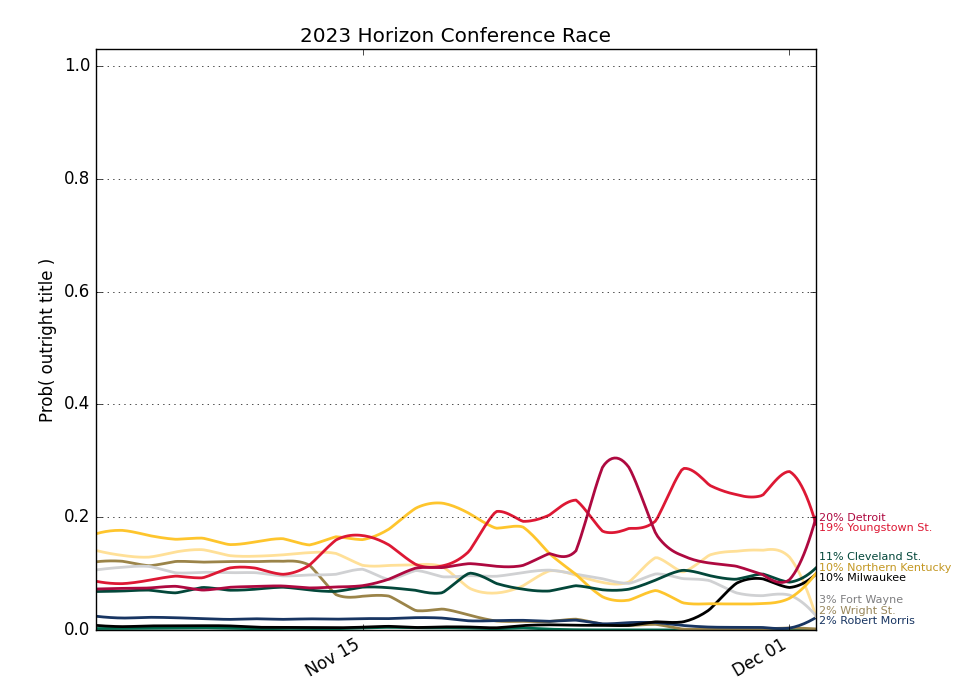 2023 Horizon Conference Race
Prob( outright title )
1.0
0.8
0.6
0.4
0.2
0.0
Nov 15
Dec 01
20% Detroit
19% Youngstown St.
11% Cleveland St.
10% Northern Kentucky
10% Milwaukee
3% Fort Wayne
2% Wright St.
2% Robert Morris